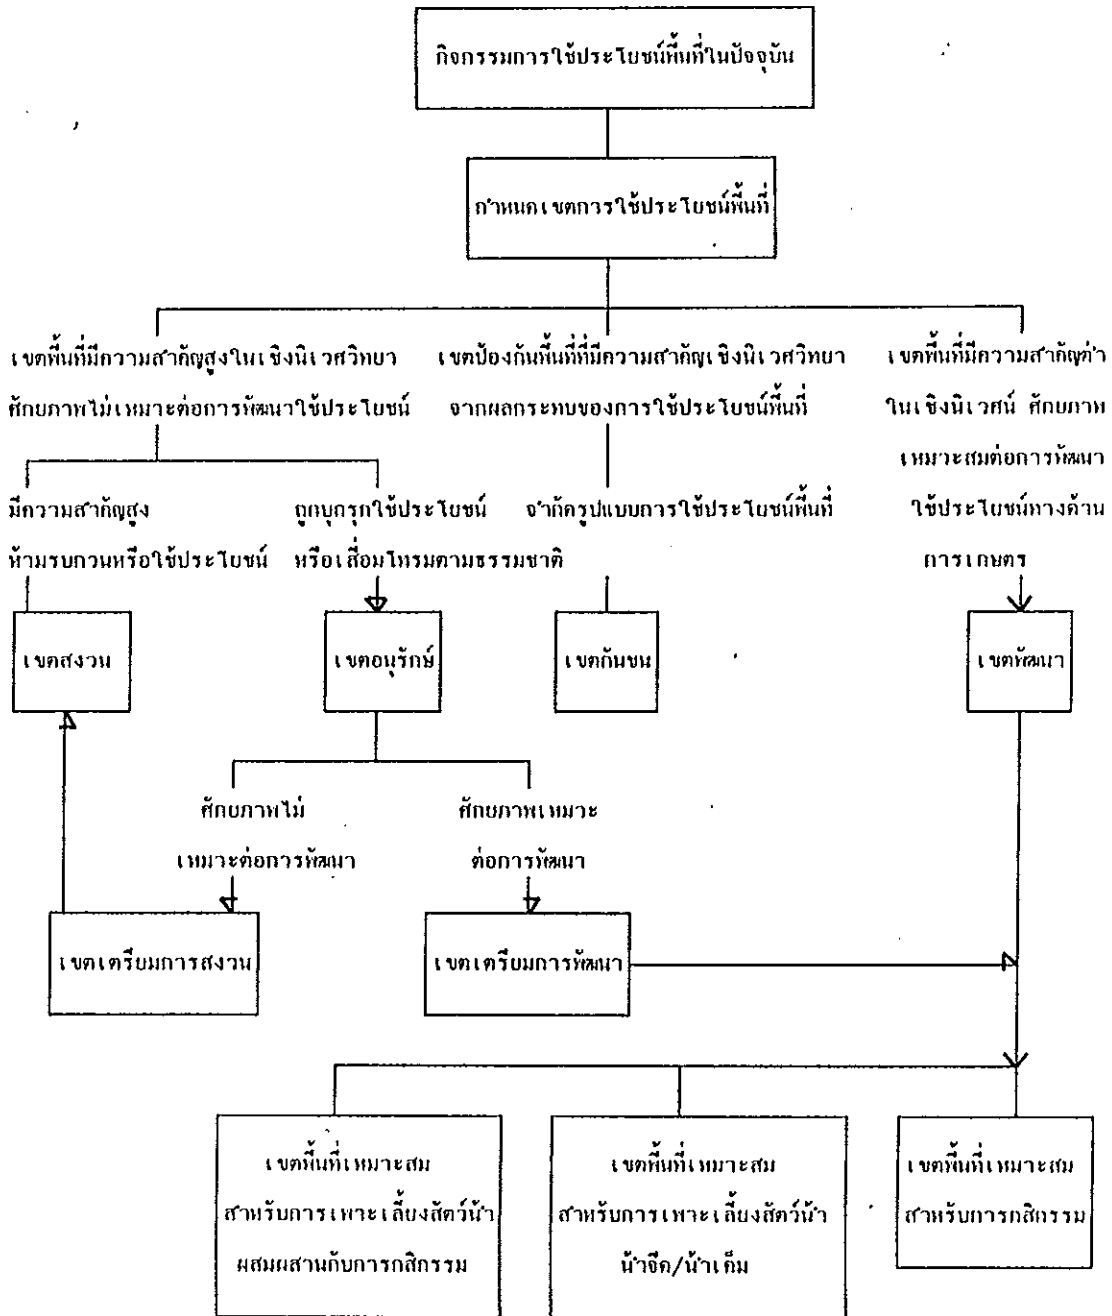 กิจกรรมการใช้ประโยชน์พื้นที่ในปัจจุบัน
กำหนดเขตการใช้ประโยชน์พื้นที่
เขตพื้นที่มีความสำคัญสูงในเชิงนิเวศวิทยา
ศักยภาพไม่เหมาะต่อการพัฒนาใช้ประโยชน์
เขตป้องกันพื้นที่ที่มีความสำคัญเชิงนิเวศวิทยา
จากผลกระทบของการใช้ประโยชน์พื้นที่
เขตพื้นที่มีความสำคัญต่ำ
ในเชิงนิเวศน์ ศักยภาพ
เหมาะสมต่อการพัฒนา
ใช้ประโยชน์ทางด้าน
การเกษตร
มีความสำคัญสูง
ห้ามรบกวนหรือใช้ประโยชน์
ถูกบุกรุกใช้ประโยชน์
หรือเสื่อมโทรมตามธรรมชาติ
จำกัดรูปแบบการใช้ประโยชน์พื้นที่
เขตสงวน
เขตอนุรักษ์
เขตกันชน
เขตพัฒนา
ศักยภาพไม่
เหมาะต่อการพัฒนา
ศักยภาพเหมาะ
ต่อการพัฒนา
เขตเตรียมการสงวน
เขตเตรียมการพัฒนา
เขตพื้นที่เหมาะสม
สำหรับการเพาะเลี้ยงสัตว์น้ำ
ผสมผสานกับการกสิกรรม
เขตพื้นที่เหมาะสม
สำหรับการเพาะเลี้ยงสัตว์น้ำ
น้ำจืด/น้ำเค็ม
เขตพื้นที่เหมาะสม
สำหรับการกสิกรรม